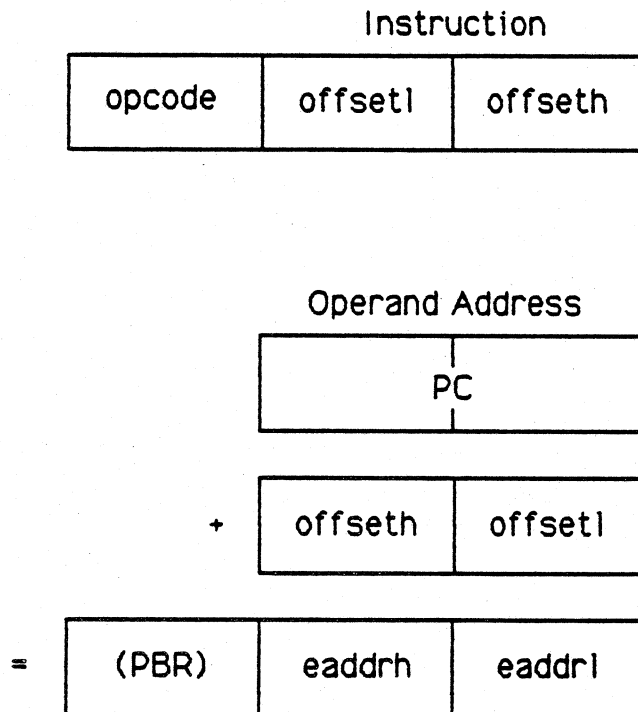 Instruction
opcode offsetl offseth
Operand Address
PC
+ offseth offsetl
= (PBR) eaddrh eaddrl